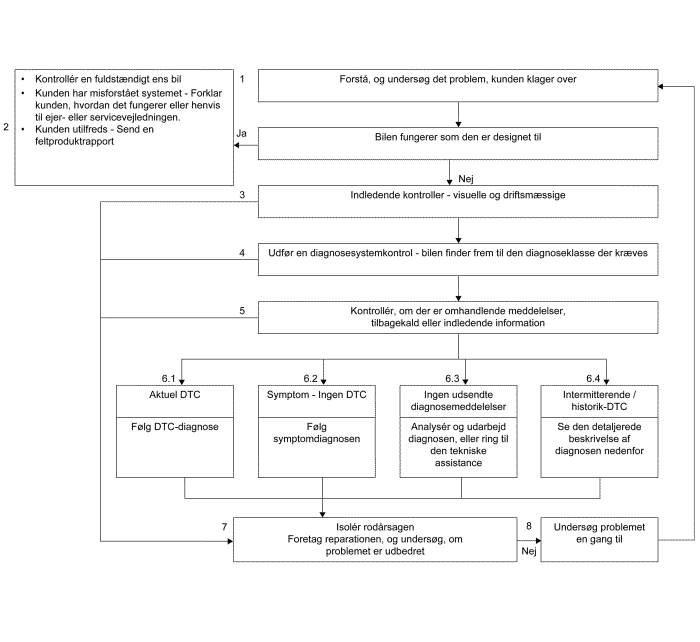 1
Forstå, og undersøg det problem, kunden klager over
• Kontrollér en fuldstændigt ens bil
• Kunden har misforstået systemet - Forklar
kunden, hvordan det fungerer eller henvis
til ejer- eller servicevejledningen.
• Kunden utilfreds - Send en
feltproduktrapport
2
Ja
Bilen fungerer som den er designet til
Nej
3
Indledende kontroller - visuelle og driftsmæssige
4
Udfør en diagnosesystemkontrol - bilen finder frem til den diagnoseklasse der kræves
5
Kontrollér, om der er omhandlende meddelelser,
tilbagekald eller indledende information
6.1
Aktuel DTC
Følg DTC-diagnose
6.2
Symptom - Ingen DTC
Følg
symptomdiagnosen
6.3
Ingen udsendte
diagnosemeddelelser
Analysér og udarbejd
diagnosen, eller ring til
den tekniske
assistance
6.4
Intermitterende /
historik-DTC
Se den detaljerede
beskrivelse af
diagnosen nedenfor
7
Isolér rodårsagen
Foretag reparationen, og undersøg, om
problemet er udbedret
8
Nej
Undersøg problemet
en gang til